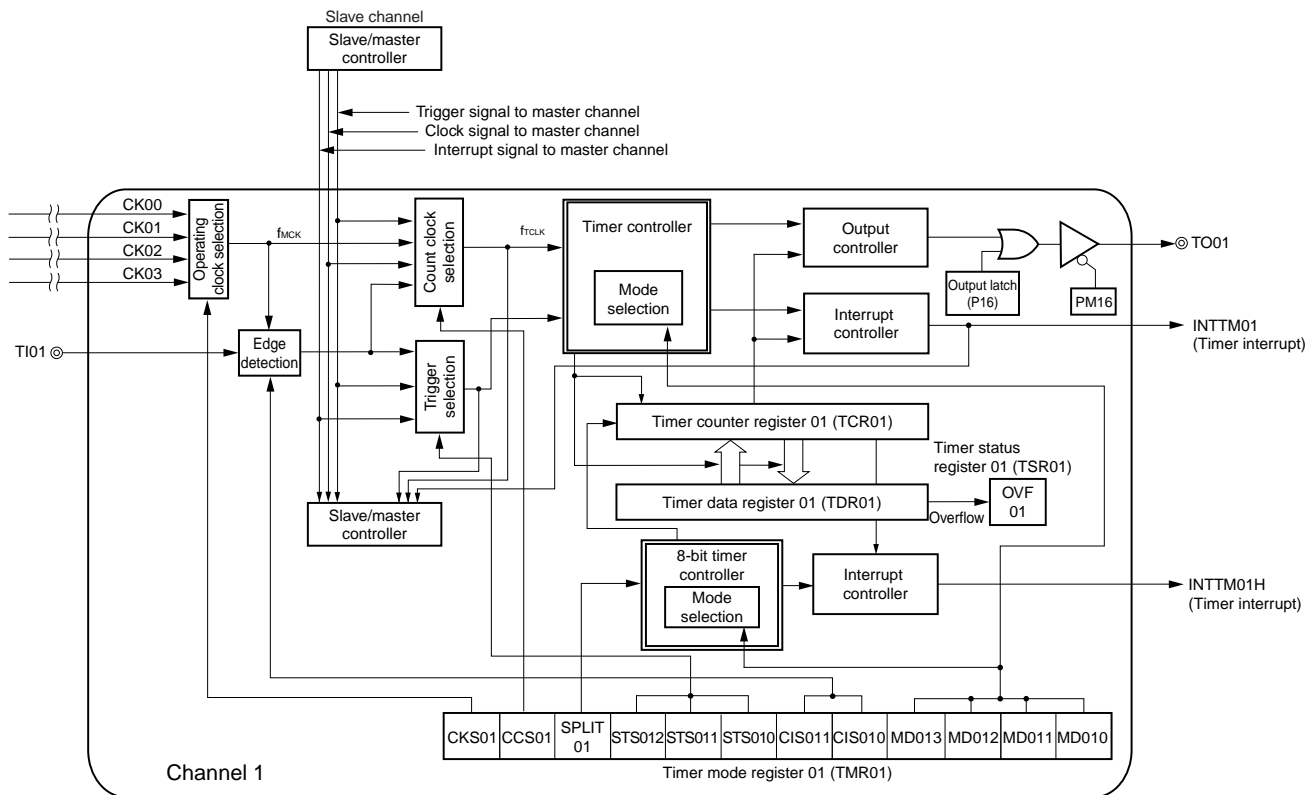 Slave channel
Slave/master
controller
Trigger signal to master channel
Clock signal to master channel
Interrupt signal to master channel
CK00
CK01
CK02
CK03
Operating
clock selection
fMCK
Count clock
selection
fTCLK
Timer controller
Mode
selection
Output
controller
TO01
Output latch
(P16)
PM16
Interrupt
controller
INTTM01
(Timer interrupt)
TI01
Edge
detection
Trigger
selection
Timer counter register 01 (TCR01)
Timer status
register 01 (TSR01)
Slave/master
controller
Timer data register 01 (TDR01)
Overflow
OVF
01
8-bit timer
controller
Mode
selection
Interrupt
controller
INTTM01H
(Timer interrupt)
CKS01
CCS01
SPLIT
01
STS012
STS011
STS010
CIS011
CIS010
MD013
MD012
MD011
MD010
Channel 1
Timer mode register 01 (TMR01)